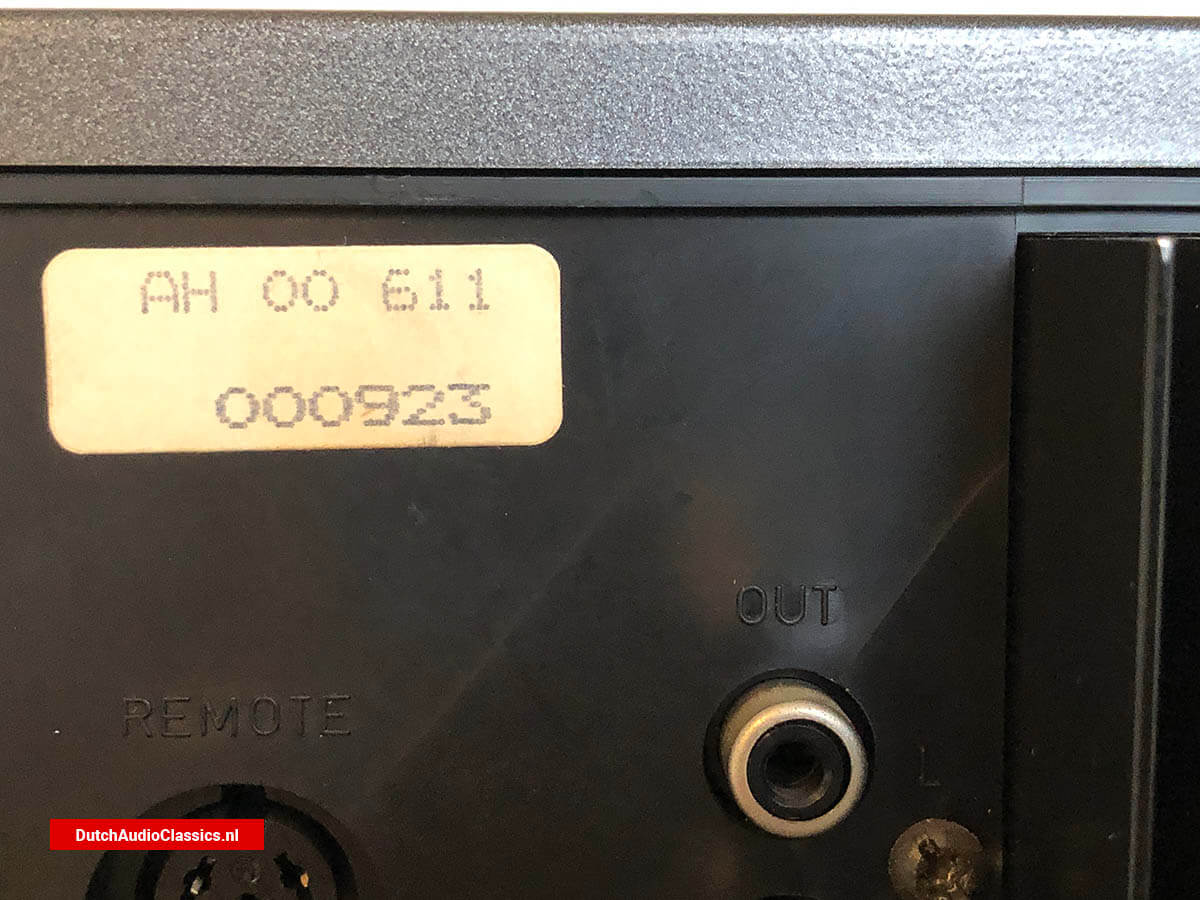 AH 00 611
000923
OUT
REMOTE
L
DutchAudioClassics.nl